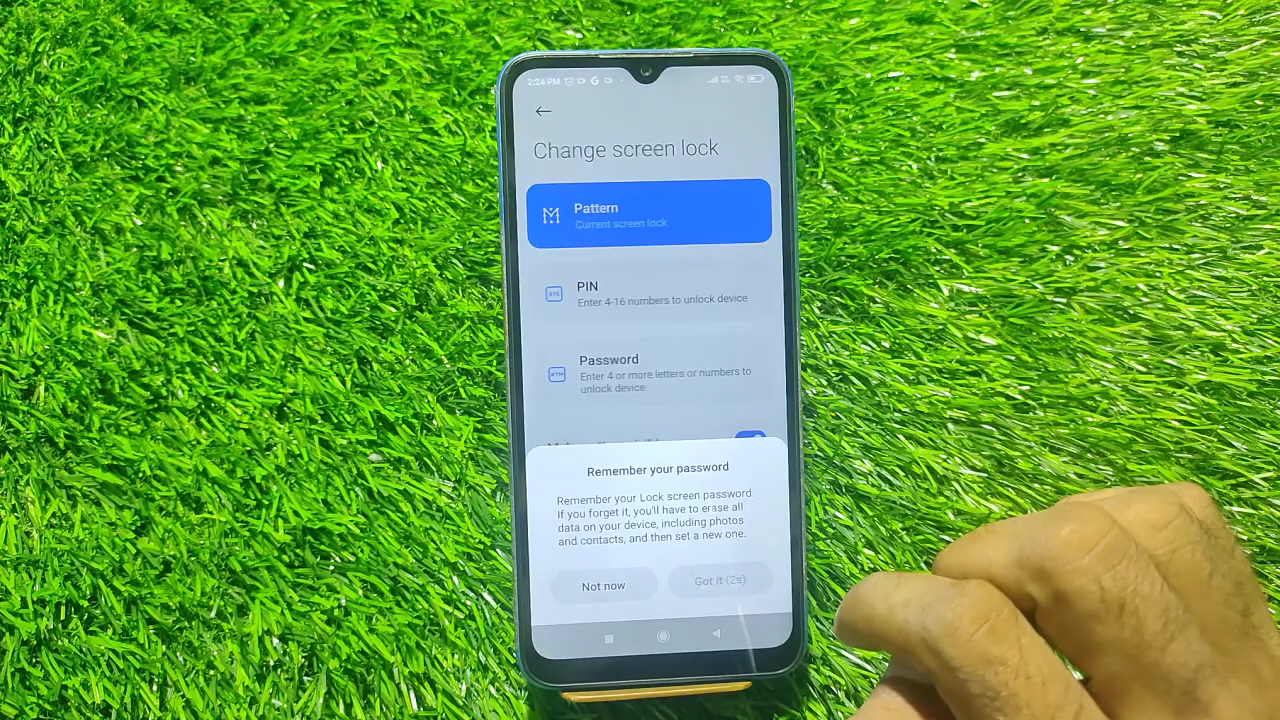 2:24 PM
Change screen lock
Pattern
Current screen lock
PIN
Enter 4-16 numbers to unlock device
Password
Enter 4 or more letters or numbers to
unlock device
Remember your password
Remember your Lock screen password.
If you forget it, you'll have to erase all
data on your device, including photos
and contacts, and then set a new one.
Not now
Got it (2s)